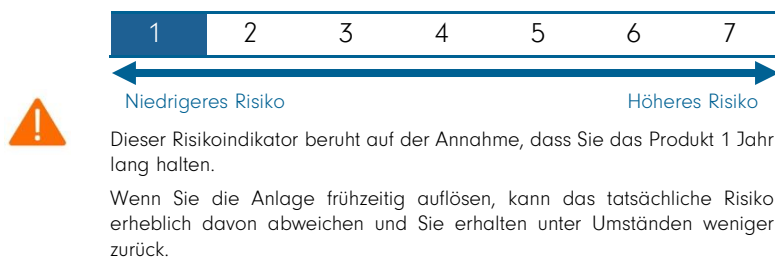 1 2 3 4 5 6 7
Niedrigeres Risiko Höheres Risiko
Dieser Risikoindikator beruht auf der Annahme, dass Sie das Produkt 1 Jahr
lang halten.
Wenn Sie die Anlage frühzeitig auflösen, kann das tatsächliche Risiko
erheblich davon abweichen und Sie erhalten unter Umständen weniger
zurück.